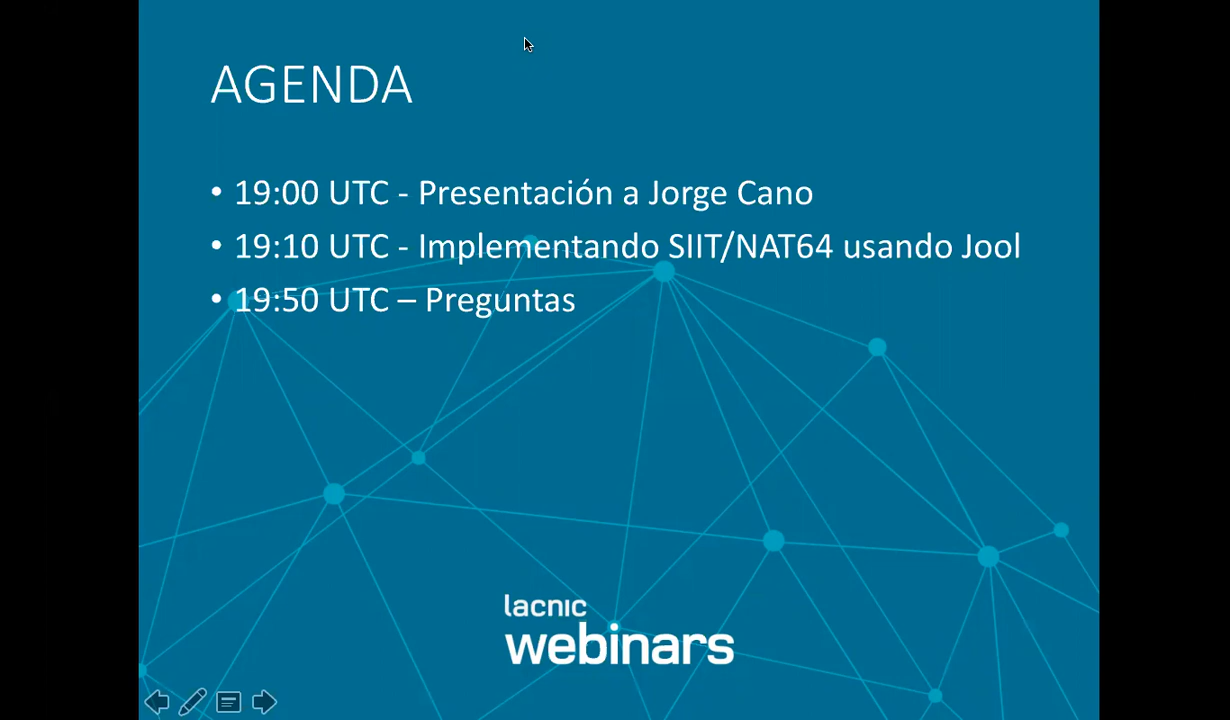 AGENDA
• 19:00 UTC - Presentación a Jorge Cano
• 19:10 UTC - Implementando SIIT/NAT64 usando Jool
• 19:50 UTC – Preguntas
lacnic
webinars